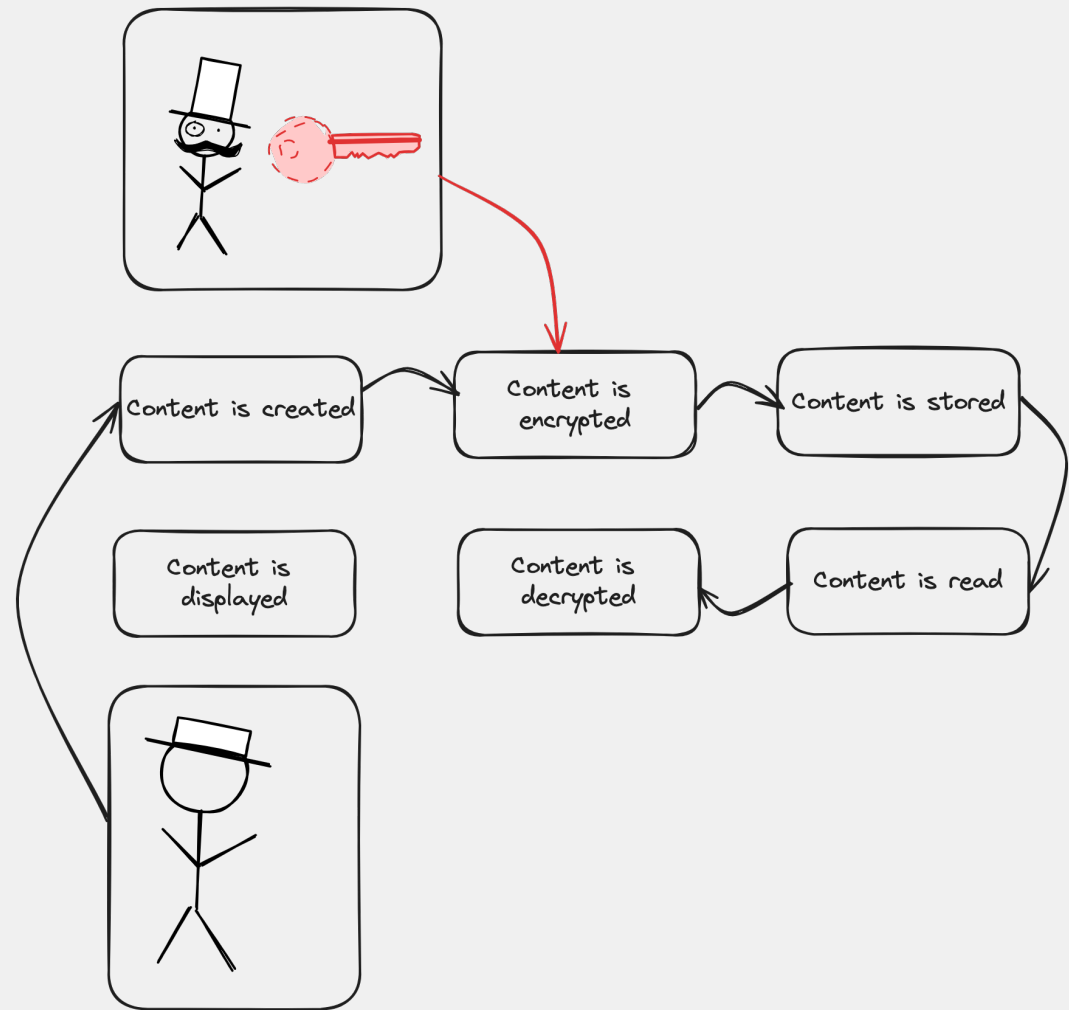 Content is created
Content is
encrypted
Content is stored
Content is
displayed
Content is
decrypted
Content is read